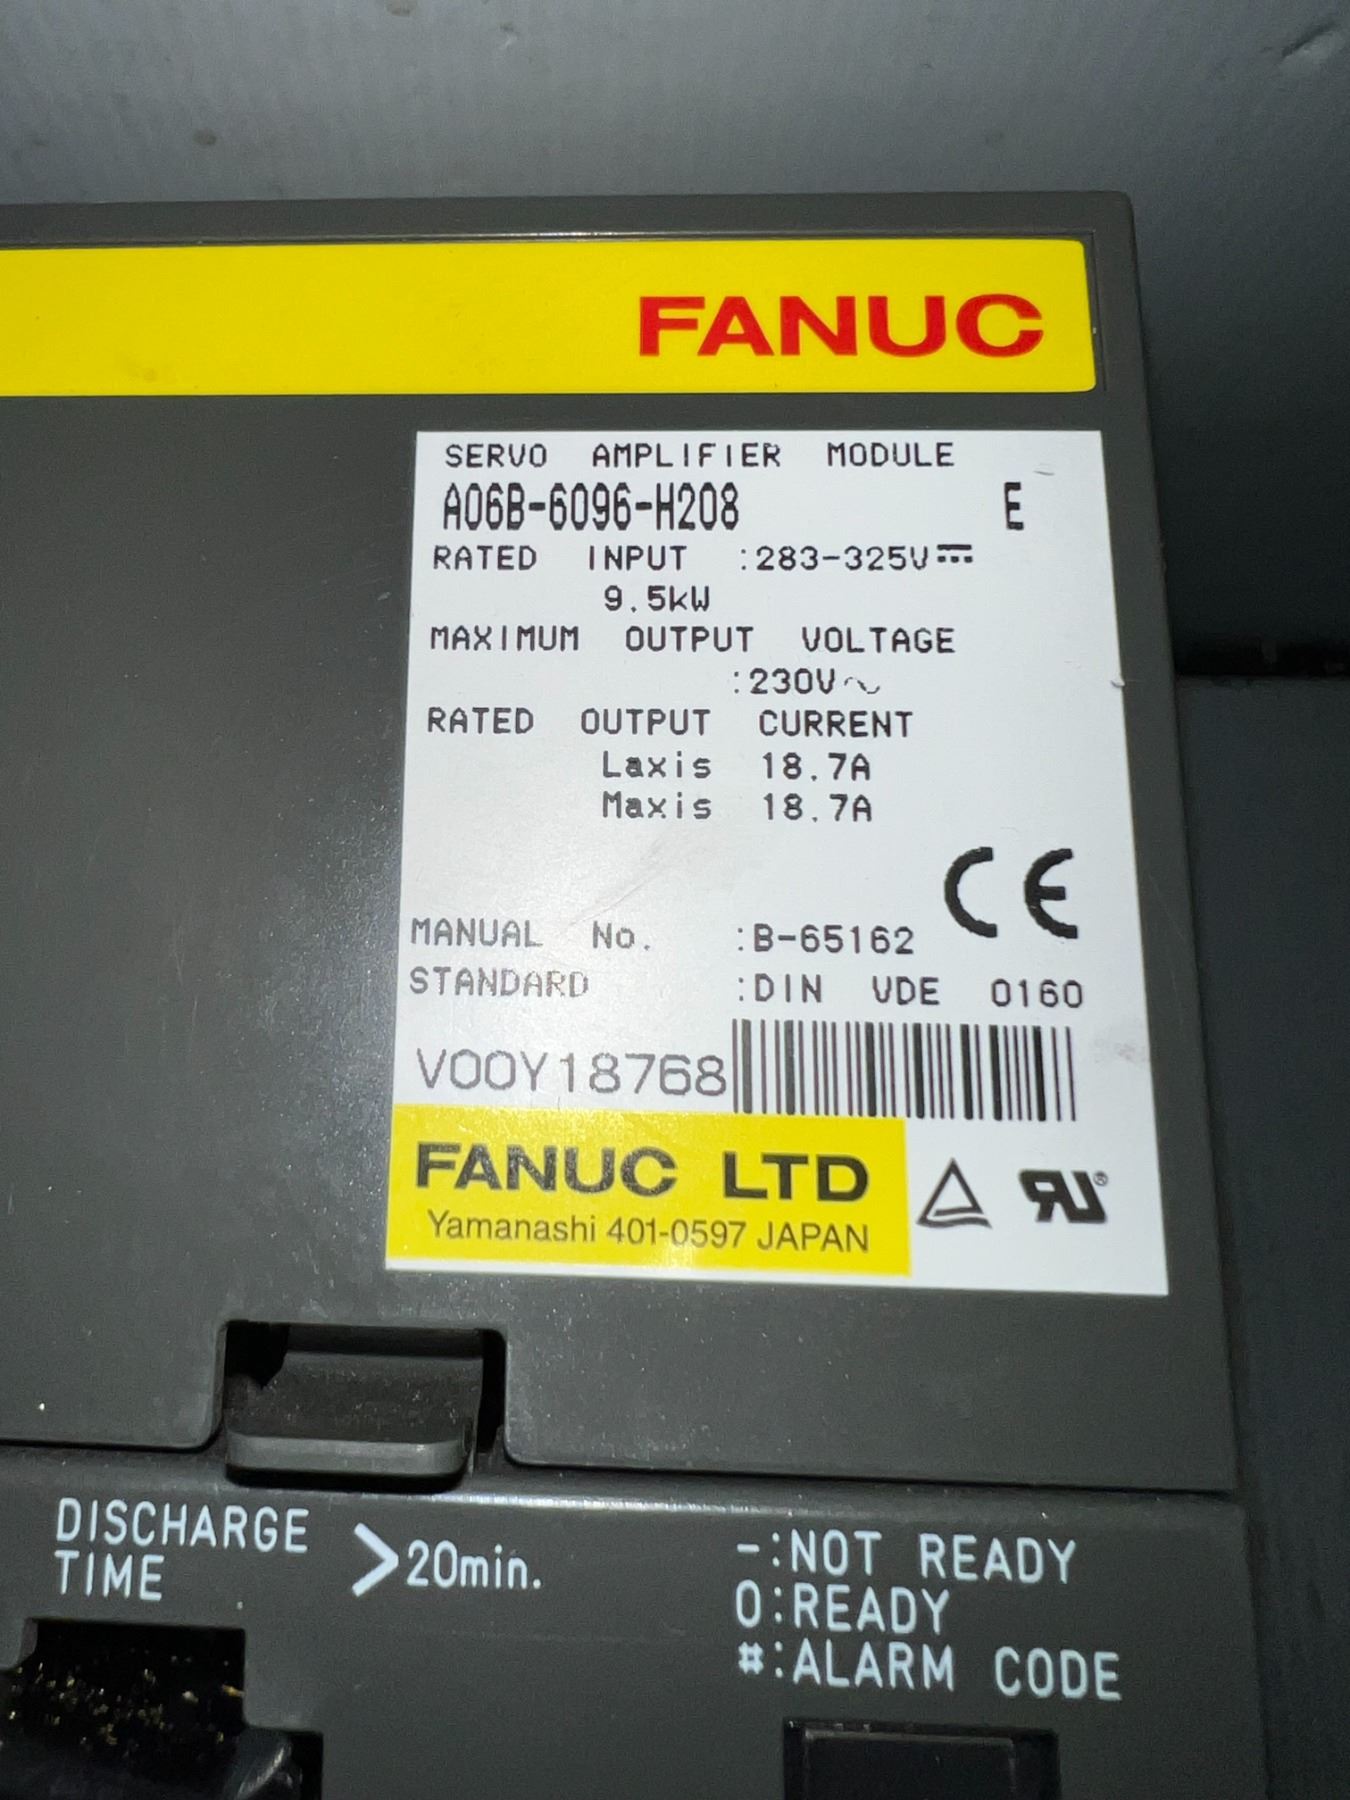 FANUC
SERVO AMPLIFIER MODULE
A06B-6096-H208 E
RATED INPUT :283-325V⎓
9.5kW
MAXIMUM OUTPUT VOLTAGE
:230V~
RATED OUTPUT CURRENT
Laxis 18.7A
Maxis 18.7A
CE
MANUAL No. :B-65162
STANDARD :DIN VDE 0160
V00Y18768
FANUC LTD
Yamanashi 401-0597 JAPAN
RU®
DISCHARGE
TIME >20min.
-:NOT READY
0:READY
#:ALARM CODE